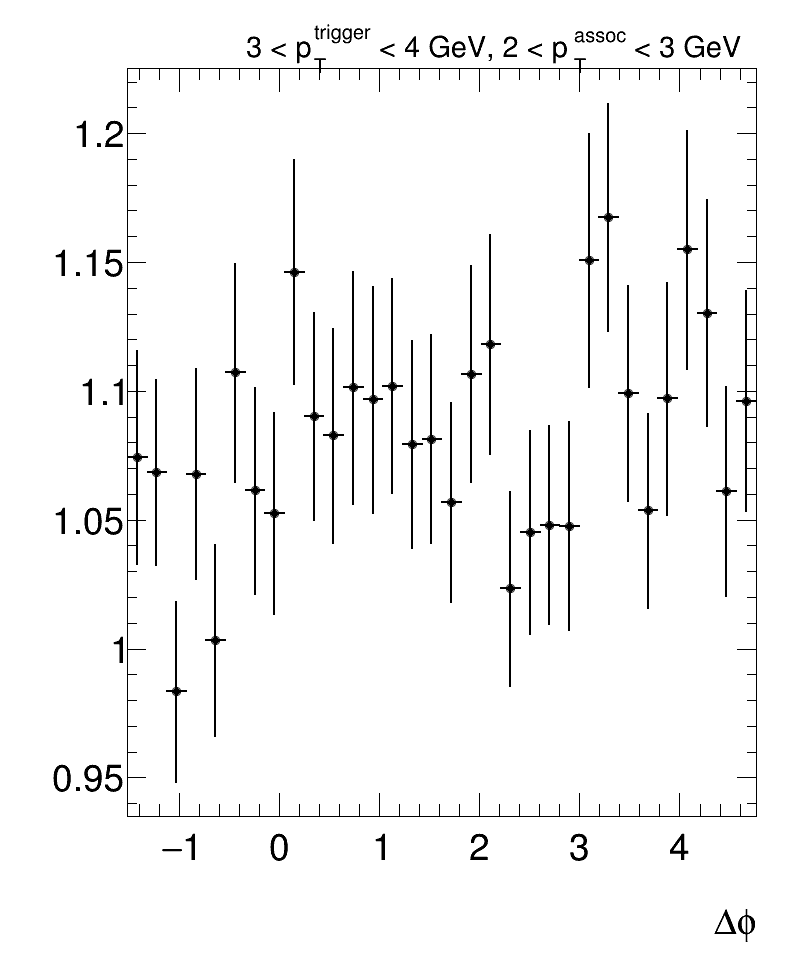 3 < p_T^trigger < 4 GeV, 2 < p_T^assoc < 3 GeV
1.2
1.15
1.1
1.05
1
0.95
−1 0 1 2 3 4
Δϕ